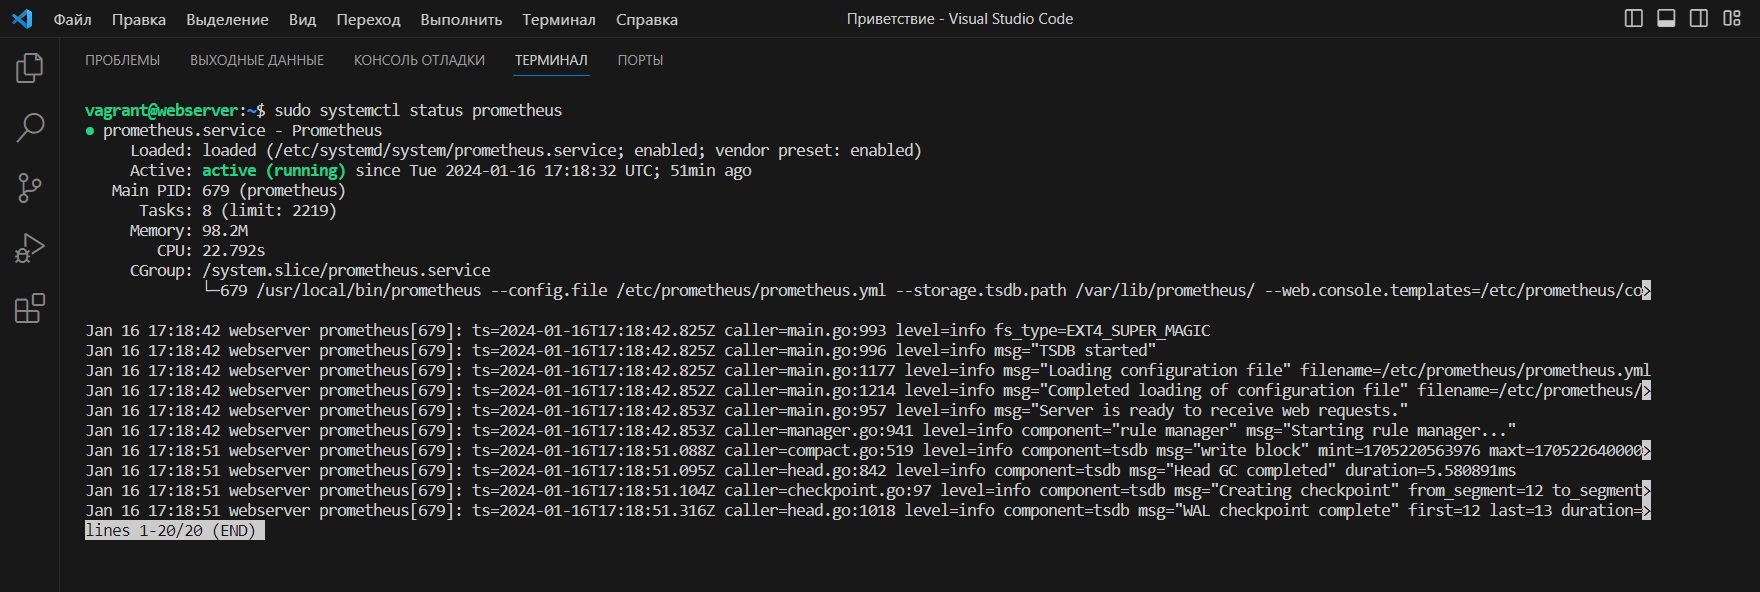 Файл Правка Выделение Вид Переход Выполнить Терминал Справка Приветствие - Visual Studio Code
ПРОБЛЕМЫ ВЫХОДНЫЕ ДАННЫЕ КОНСОЛЬ ОТЛАДКИ ТЕРМИНАЛ ПОРТЫ
vagrant@webserver:~$ sudo systemctl status prometheus
● prometheus.service - Prometheus
Loaded: loaded (/etc/systemd/system/prometheus.service; enabled; vendor preset: enabled)
Active: active (running) since Tue 2024-01-16 17:18:32 UTC; 51min ago
Main PID: 679 (prometheus)
Tasks: 8 (limit: 2219)
Memory: 98.2M
CPU: 22.792s
CGroup: /system.slice/prometheus.service
└─679 /usr/local/bin/prometheus --config.file /etc/prometheus/prometheus.yml --storage.tsdb.path /var/lib/prometheus/ --web.console.templates=/etc/prometheus/co>
Jan 16 17:18:42 webserver prometheus[679]: ts=2024-01-16T17:18:42.825Z caller=main.go:993 level=info fs_type=EXT4_SUPER_MAGIC
Jan 16 17:18:42 webserver prometheus[679]: ts=2024-01-16T17:18:42.825Z caller=main.go:996 level=info msg="TSDB started"
Jan 16 17:18:42 webserver prometheus[679]: ts=2024-01-16T17:18:42.825Z caller=main.go:1177 level=info msg="Loading configuration file" filename=/etc/prometheus/prometheus.yml
Jan 16 17:18:42 webserver prometheus[679]: ts=2024-01-16T17:18:42.852Z caller=main.go:1214 level=info msg="Completed loading of configuration file" filename=/etc/prometheus/>
Jan 16 17:18:42 webserver prometheus[679]: ts=2024-01-16T17:18:42.853Z caller=main.go:957 level=info msg="Server is ready to receive web requests."
Jan 16 17:18:42 webserver prometheus[679]: ts=2024-01-16T17:18:42.853Z caller=manager.go:941 level=info component="rule manager" msg="Starting rule manager..."
Jan 16 17:18:51 webserver prometheus[679]: ts=2024-01-16T17:18:51.088Z caller=compact.go:519 level=info component=tsdb msg="write block" mint=1705220563976 maxt=170522640000>
Jan 16 17:18:51 webserver prometheus[679]: ts=2024-01-16T17:18:51.095Z caller=head.go:842 level=info component=tsdb msg="Head GC completed" duration=5.580891ms
Jan 16 17:18:51 webserver prometheus[679]: ts=2024-01-16T17:18:51.104Z caller=checkpoint.go:97 level=info component=tsdb msg="Creating checkpoint" from_segment=12 to_segment>
Jan 16 17:18:51 webserver prometheus[679]: ts=2024-01-16T17:18:51.316Z caller=head.go:1018 level=info component=tsdb msg="WAL checkpoint complete" first=12 last=13 duration=>
lines 1-20/20 (END)